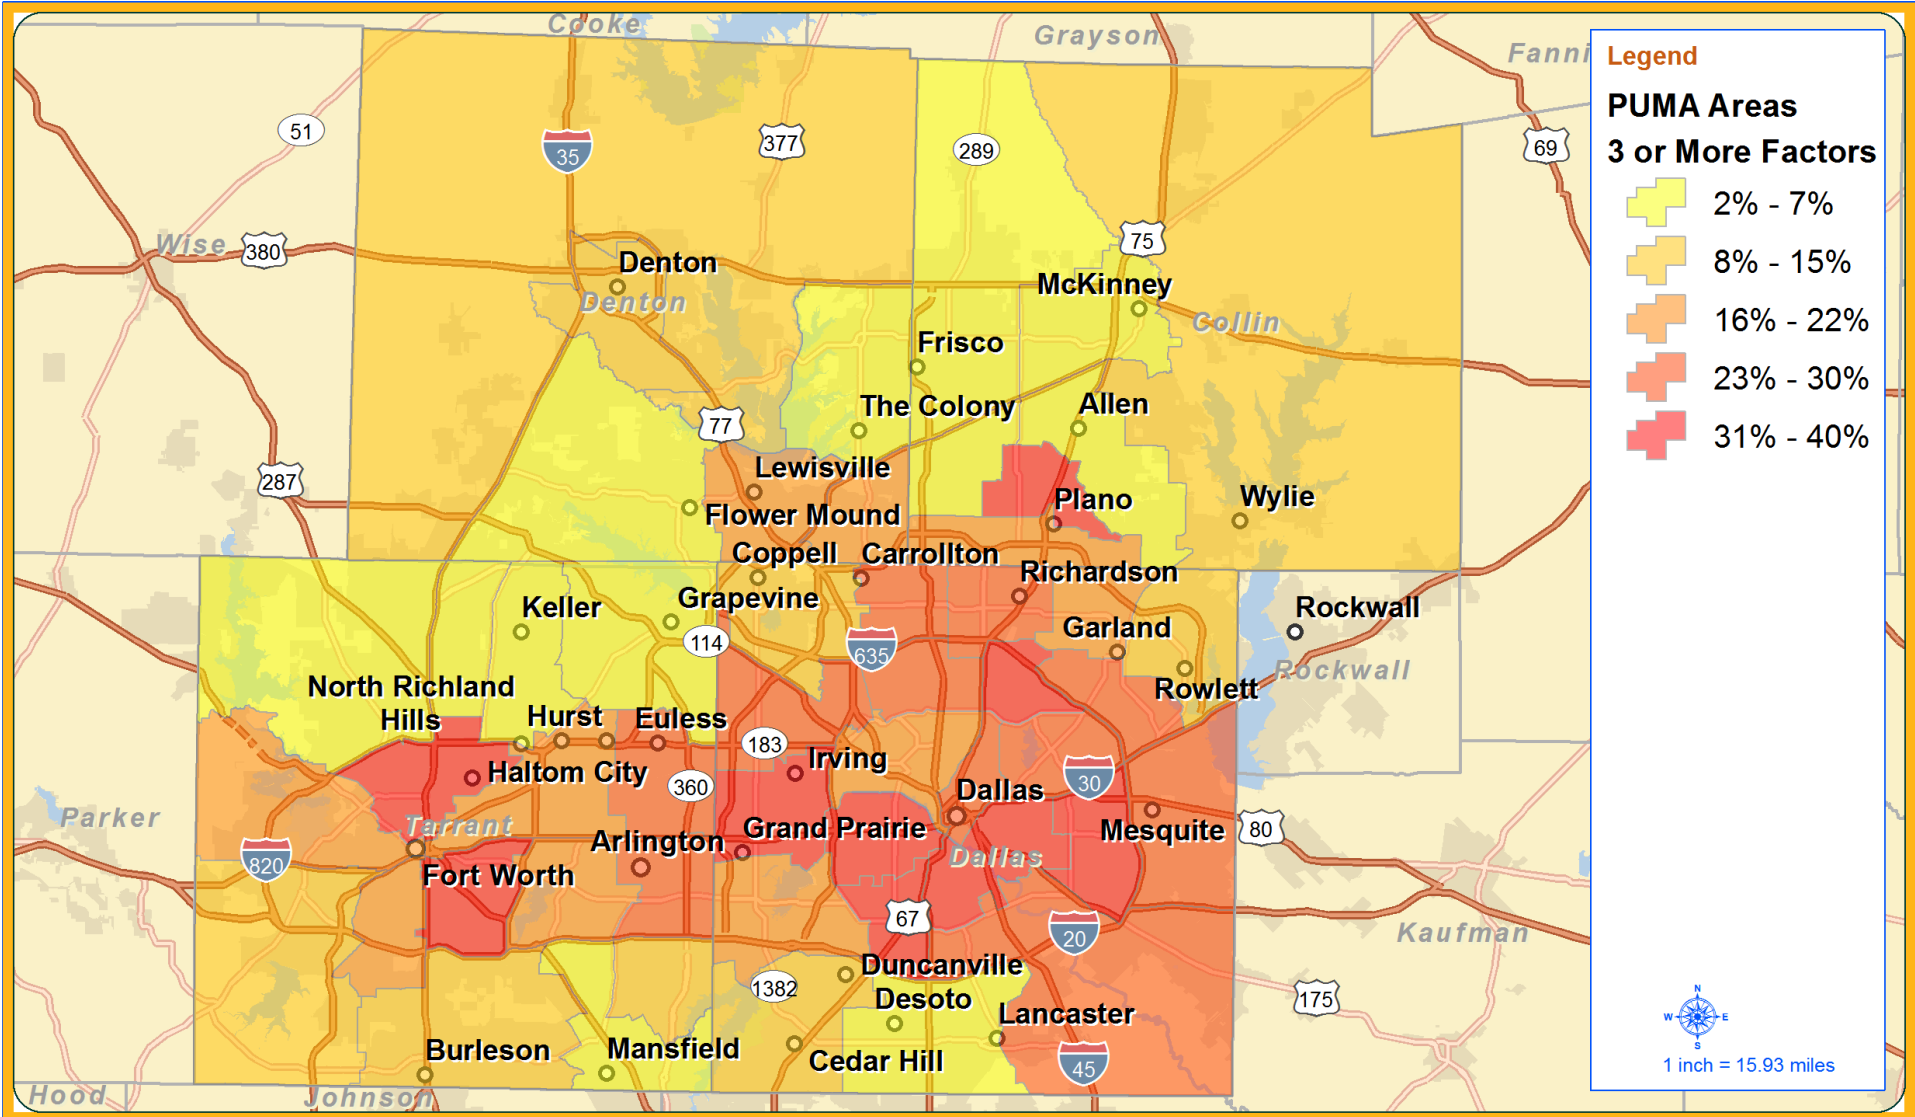 Cooke
Grayson
Fanni
Legend
PUMA Areas
3 or More Factors
2% - 7%
8% - 15%
16% - 22%
23% - 30%
31% - 40%
51
35
377
289
69
Wise
380
75
Denton
Denton
McKinney
Collin
Frisco
The Colony
Allen
77
287
Lewisville
Plano
Wylie
Flower Mound
Coppell
Carrollton
Richardson
Keller
Grapevine
Rockwall
114
635
Garland
Rockwall
North Richland
Hills
Rowlett
Hurst
Euless
183
Irving
Haltom City
360
30
Dallas
Parker
Tarrant
Grand Prairie
Mesquite
80
Arlington
820
Dallas
Fort Worth
67
20
Kaufman
Duncanville
1382
Desoto
175
Lancaster
Burleson
Mansfield
Cedar Hill
45
Hood
Johnson
N
W
E
S
1 inch = 15.93 miles